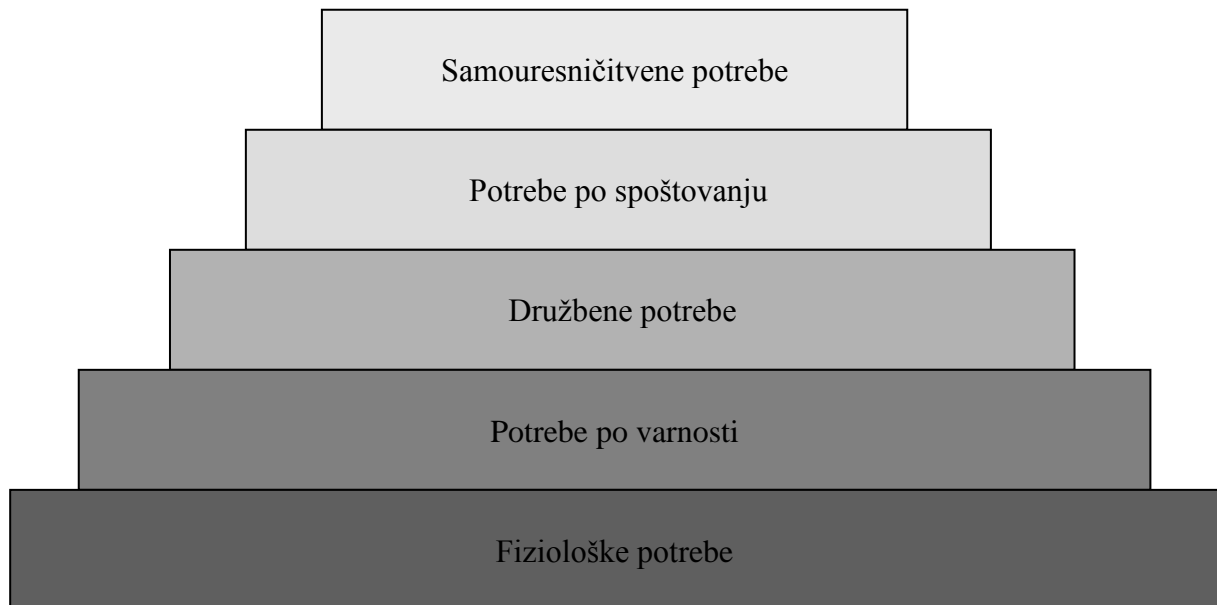 Samouresničitvene potrebe
Potrebe po spoštovanju
Družbene potrebe
Potrebe po varnosti
Fiziološke potrebe